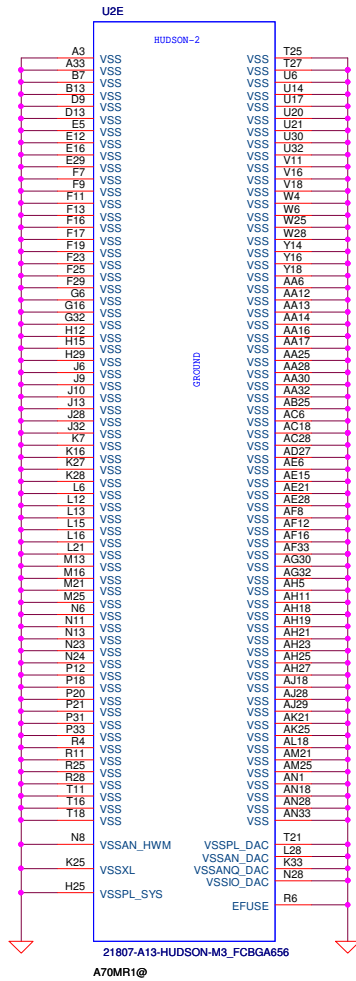 U2E
HUDSON-2
A3 VSS VSS T25
A33 VSS VSS T27
B7 VSS VSS U6
B13 VSS VSS U14
D9 VSS VSS U17
D13 VSS VSS U20
E5 VSS VSS U21
E12 VSS VSS U30
E16 VSS VSS U32
E29 VSS VSS V11
F7 VSS VSS V16
F9 VSS VSS V18
F11 VSS VSS W4
F13 VSS VSS W6
F16 VSS VSS W25
F17 VSS VSS W28
F19 VSS VSS Y14
F23 VSS VSS Y16
F25 VSS VSS Y18
F29 VSS VSS AA6
G6 VSS VSS AA12
G16 VSS VSS AA13
G32 VSS VSS AA14
H12 VSS VSS AA16
H15 VSS VSS AA17
H29 VSS VSS AA25
J6 VSS VSS AA28
J9 VSS VSS AA30
J10 VSS VSS AA32
J13 VSS VSS AB25
J28 VSS VSS AC6
J32 VSS VSS AC18
K7 VSS VSS AC28
K16 VSS VSS AD27
K27 VSS VSS AE6
K28 VSS VSS AE15
L6 VSS VSS AE21
L12 VSS VSS AE28
L13 VSS VSS AF8
L15 VSS VSS AF12
L16 VSS VSS AF16
L21 VSS VSS AF33
M13 VSS VSS AG30
M16 VSS VSS AG32
M21 VSS VSS AH5
M25 VSS VSS AH11
N6 VSS VSS AH18
N11 VSS VSS AH19
N13 VSS VSS AH21
N23 VSS VSS AH23
N24 VSS VSS AH25
P12 VSS VSS AH27
P18 VSS VSS AJ18
P20 VSS VSS AJ28
P21 VSS VSS AJ29
P31 VSS VSS AK21
P33 VSS VSS AK25
R4 VSS VSS AL18
R11 VSS VSS AM21
R25 VSS VSS AM25
R28 VSS VSS AN1
T11 VSS VSS AN18
T16 VSS VSS AN28
T18 VSS VSS AN33
GROUND
N8 VSSAN_HWM VSSPL_DAC T21
VSSAN_DAC L28
K25 VSSXL VSSANQ_DAC K33
VSSIO_DAC N28
H25 VSSPL_SYS
EFUSE R6
21807-A13-HUDSON-M3_FCBGA656
A70MR1@